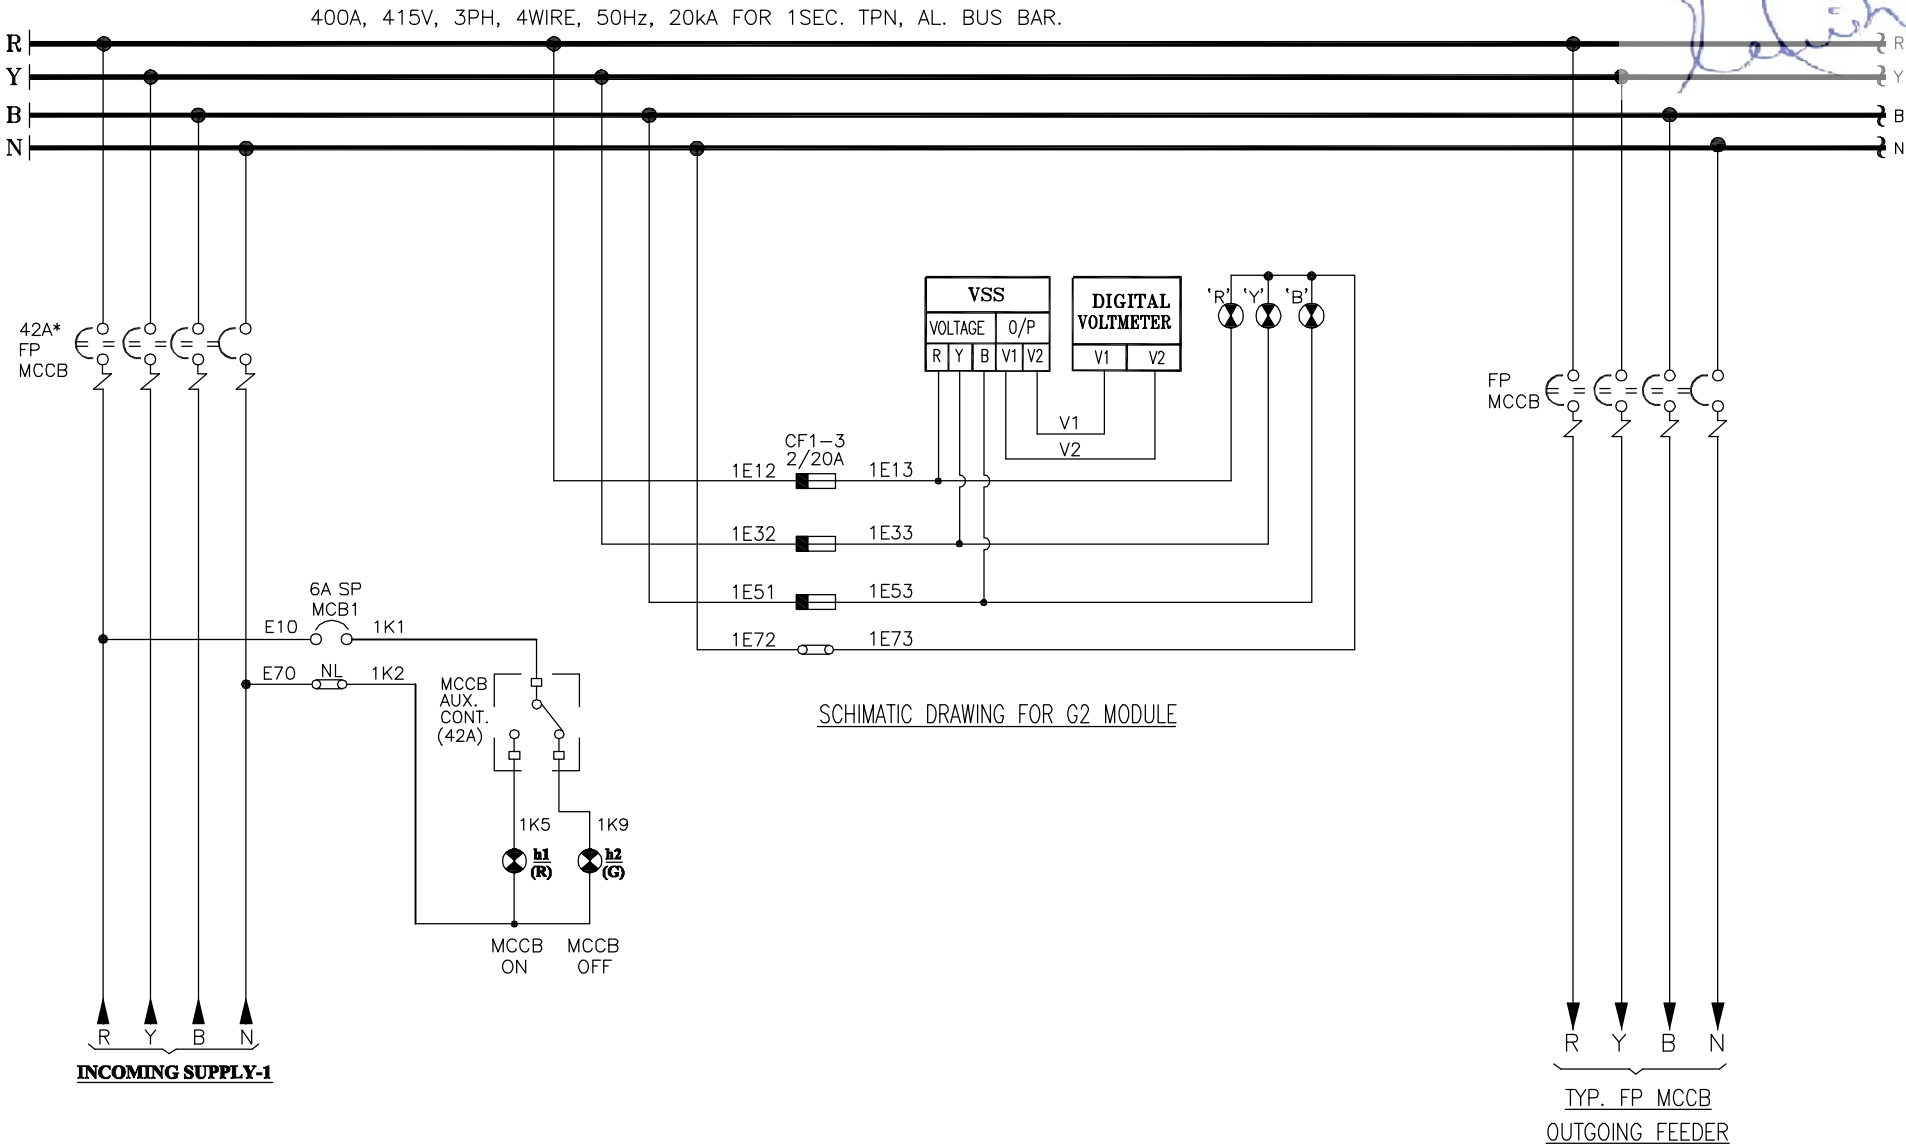 400A, 415V, 3PH, 4WIRE, 50Hz, 20kA FOR 1SEC. TPN, AL. BUS BAR.
R R
Y Y
B B
N N
42A*
FP
MCCB
VSS
VOLTAGE O/P
R Y B V1 V2
DIGITAL
VOLTMETER
V1 V2
'R' 'Y' 'B'
V1
V2
FP
MCCB
CF1-3
2/20A
1E12 1E13
1E32 1E33
1E51 1E53
1E72 1E73
6A SP
MCB1
E10 1K1
E70 NL 1K2
MCCB
AUX.
CONT.
(42A)
SCHIMATIC DRAWING FOR G2 MODULE
1K5 1K9
h1
(R)
h2
(G)
MCCB
ON
MCCB
OFF
R Y B N
INCOMING SUPPLY-1
R Y B N
TYP. FP MCCB
OUTGOING FEEDER